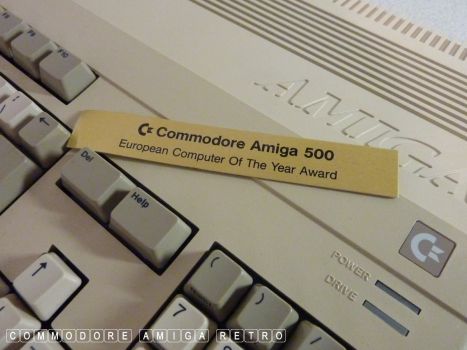 F8
F9
F10
AMIGA
Commodore Amiga 500
European Computer Of The Year Award
←
Del
Help
↑
(
)
7
8
/
POWER
DRIVE
COMMODORE AMIGA RETRO